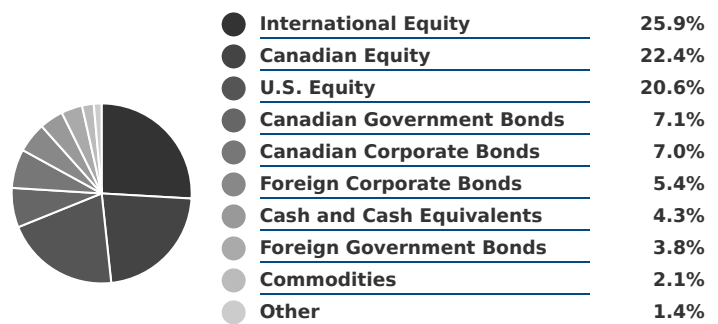 International Equity 25.9%
Canadian Equity 22.4%
U.S. Equity 20.6%
Canadian Government Bonds 7.1%
Canadian Corporate Bonds 7.0%
Foreign Corporate Bonds 5.4%
Cash and Cash Equivalents 4.3%
Foreign Government Bonds 3.8%
Commodities 2.1%
Other 1.4%